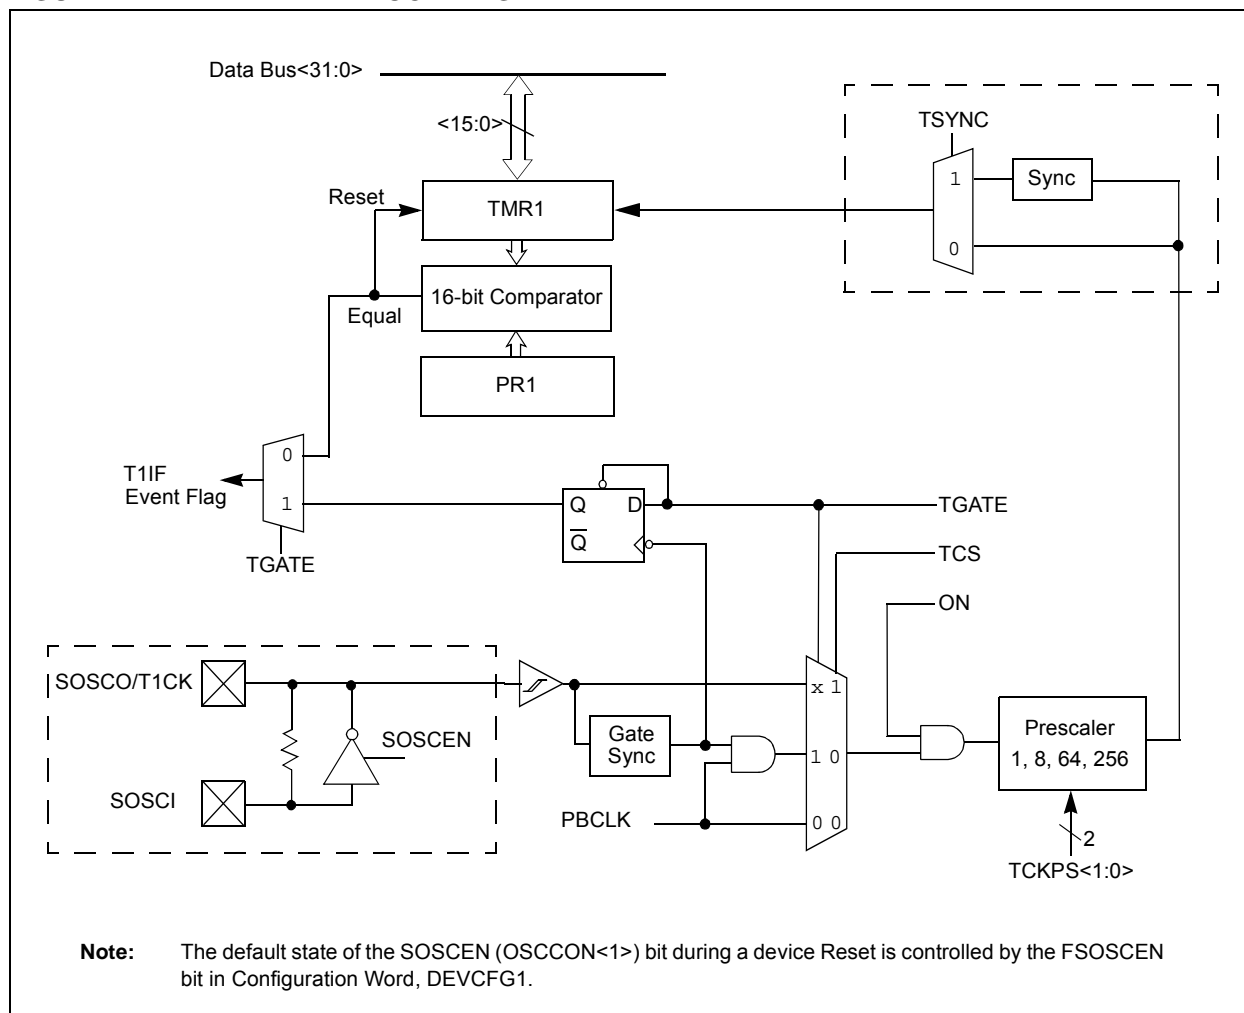 Data Bus<31:0>
<15:0>
TSYNC
1
Sync
0
Reset
TMR1
16-bit Comparator
Equal
PR1
0
1
T1IF
Event Flag
TGATE
Q
D
Q
TGATE
TCS
ON
SOSCO/T1CK
SOSCEN
SOSCI
Gate
Sync
PBCLK
x 1
1 0
0 0
Prescaler
1, 8, 64, 256
2
TCKPS<1:0>
Note: The default state of the SOSCEN (OSCCON<1>) bit during a device Reset is controlled by the FSOSCEN
bit in Configuration Word, DEVCFG1.